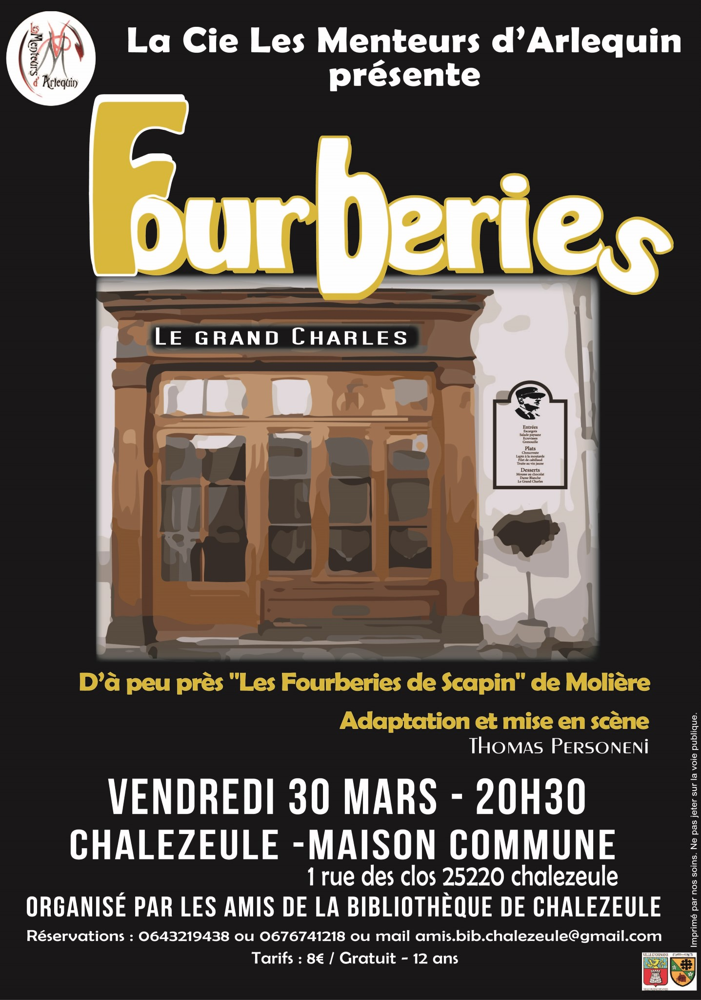 Les Menteurs d'Arlequin
La Cie Les Menteurs d'Arlequin
présente
Fourberies
LE GRAND CHARLES
Entrées
Escargots
Salade paysane
Ecrevisses
Grenouille
Plats
Choucroute
Lapin à la moutarde
Filet de cabillaud
Truite au vin jaune
Desserts
Mousse au chocolat
Dame Blanche
Le Grand Charles
D'à peu près "Les Fourberies de Scapin" de Molière
Adaptation et mise en scène
THOMAS PERSONENI
VENDREDI 30 MARS - 20H30
CHALEZEULE -MAISON COMMUNE
1 rue des clos 25220 chalezeule
ORGANISÉ PAR LES AMIS DE LA BIBLIOTHÈQUE DE CHALEZEULE
Réservations : 0643219438 ou 0676741218 ou mail amis.bib.chalezeule@gmail.com
Tarifs : 8€ / Gratuit - 12 ans
Imprimé par nos soins. Ne pas jeter sur la voie publique.
VILLE D'ORNANS